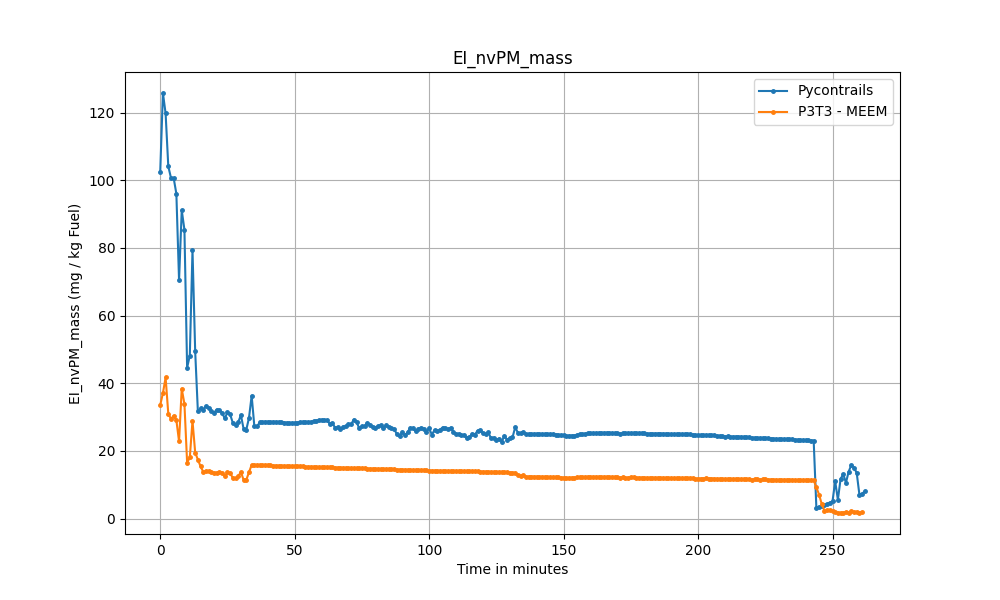 EI_nvPM_mass
Pycontrails
P3T3 - MEEM
EI_nvPM_mass (mg / kg Fuel)
120
100
80
60
40
20
0
0 50 100 150 200 250
Time in minutes